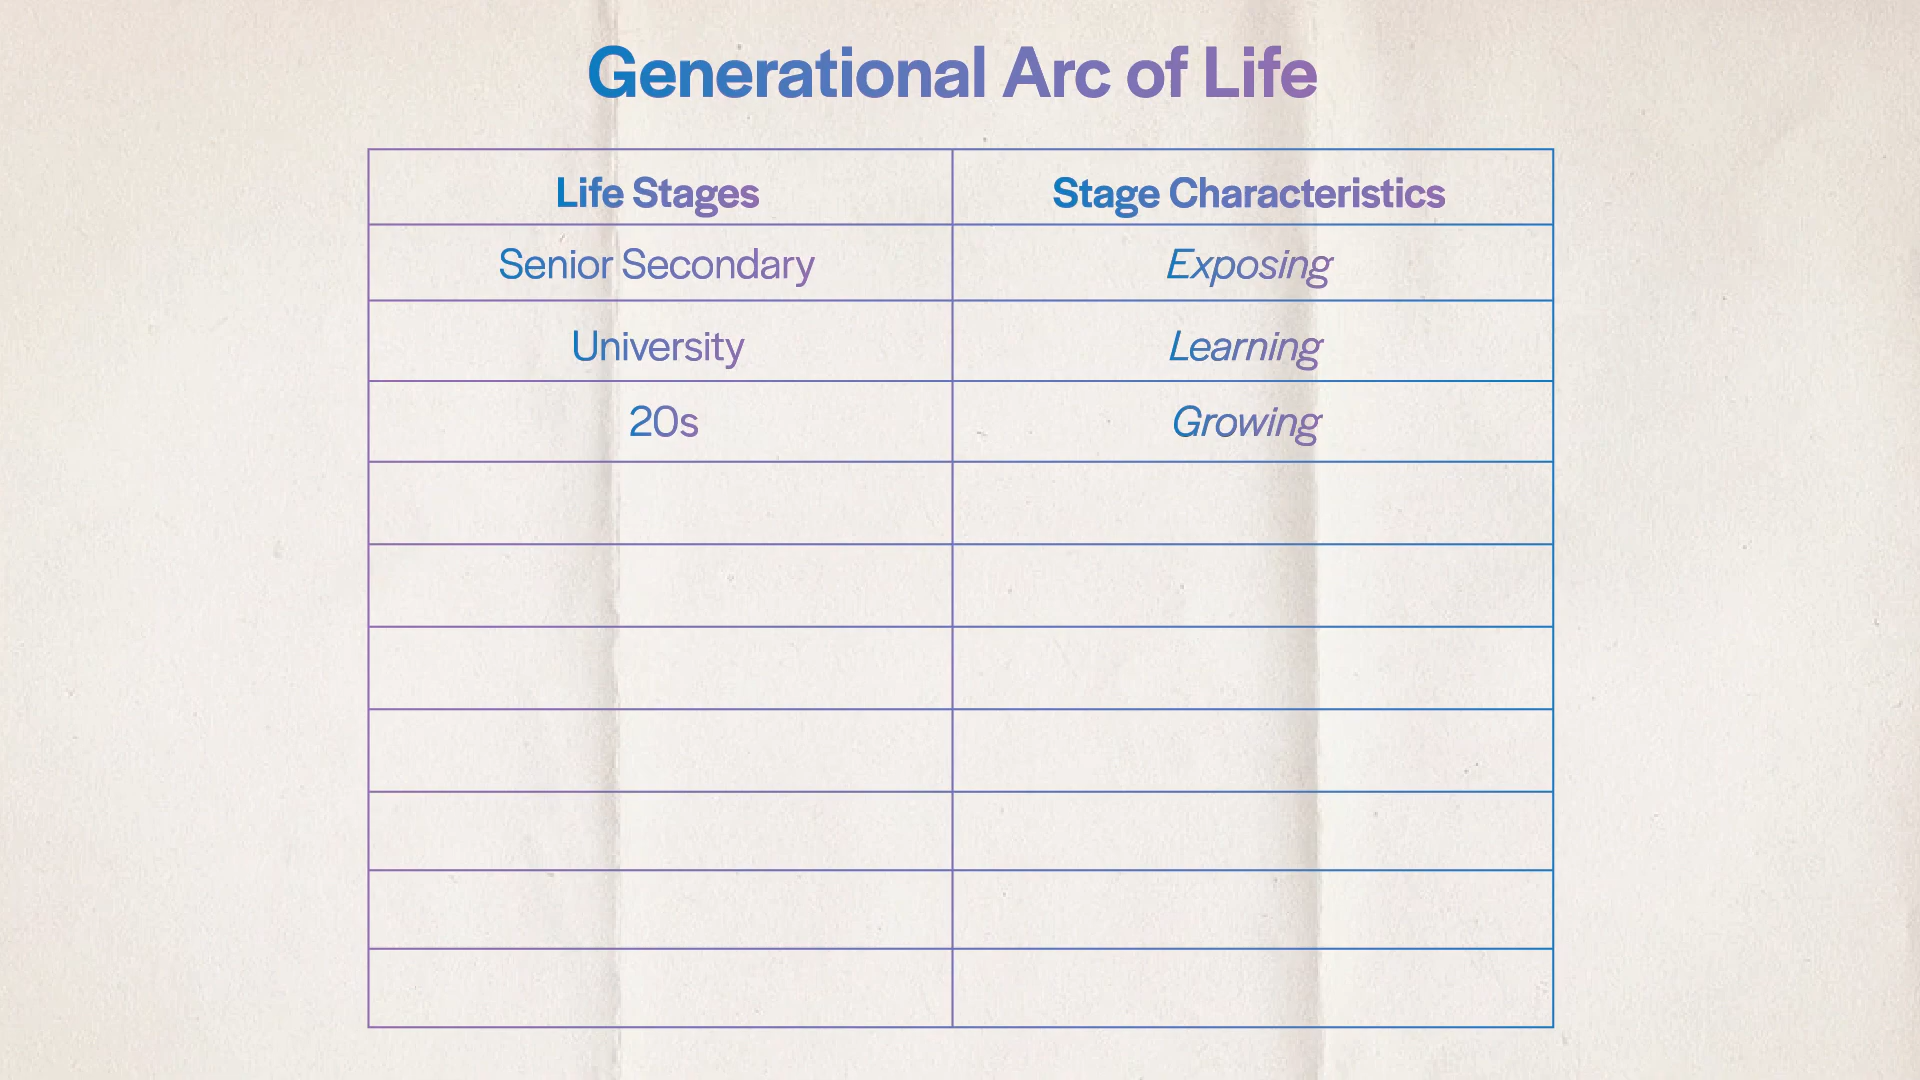 Generational Arc of Life
Life Stages Stage Characteristics
Senior Secondary Exposing
University Learning
20s Growing